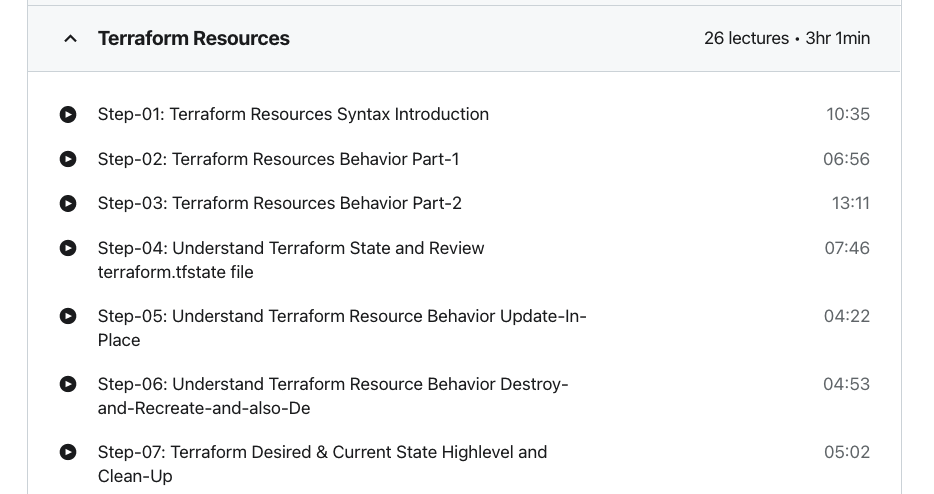 Terraform Resources 26 lectures • 3hr 1min
Step-01: Terraform Resources Syntax Introduction 10:35
Step-02: Terraform Resources Behavior Part-1 06:56
Step-03: Terraform Resources Behavior Part-2 13:11
Step-04: Understand Terraform State and Review 07:46
terraform.tfstate file
Step-05: Understand Terraform Resource Behavior Update-In- 04:22
Place
Step-06: Understand Terraform Resource Behavior Destroy- 04:53
and-Recreate-and-also-De
Step-07: Terraform Desired & Current State Highlevel and 05:02
Clean-Up